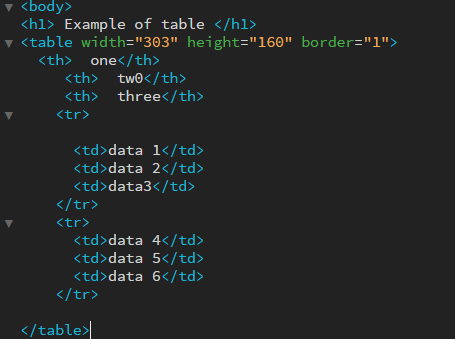 <body>
<h1> Example of table </h1>
<table width="303" height="160" border="1">
<th>  one</th>
<th>  tw0</th>
<th>  three</th>
<tr>
<td>data 1</td>
<td>data 2</td>
<td>data3</td>
</tr>
<tr>
<td>data 4</td>
<td>data 5</td>
<td>data 6</td>
</tr>
</table>